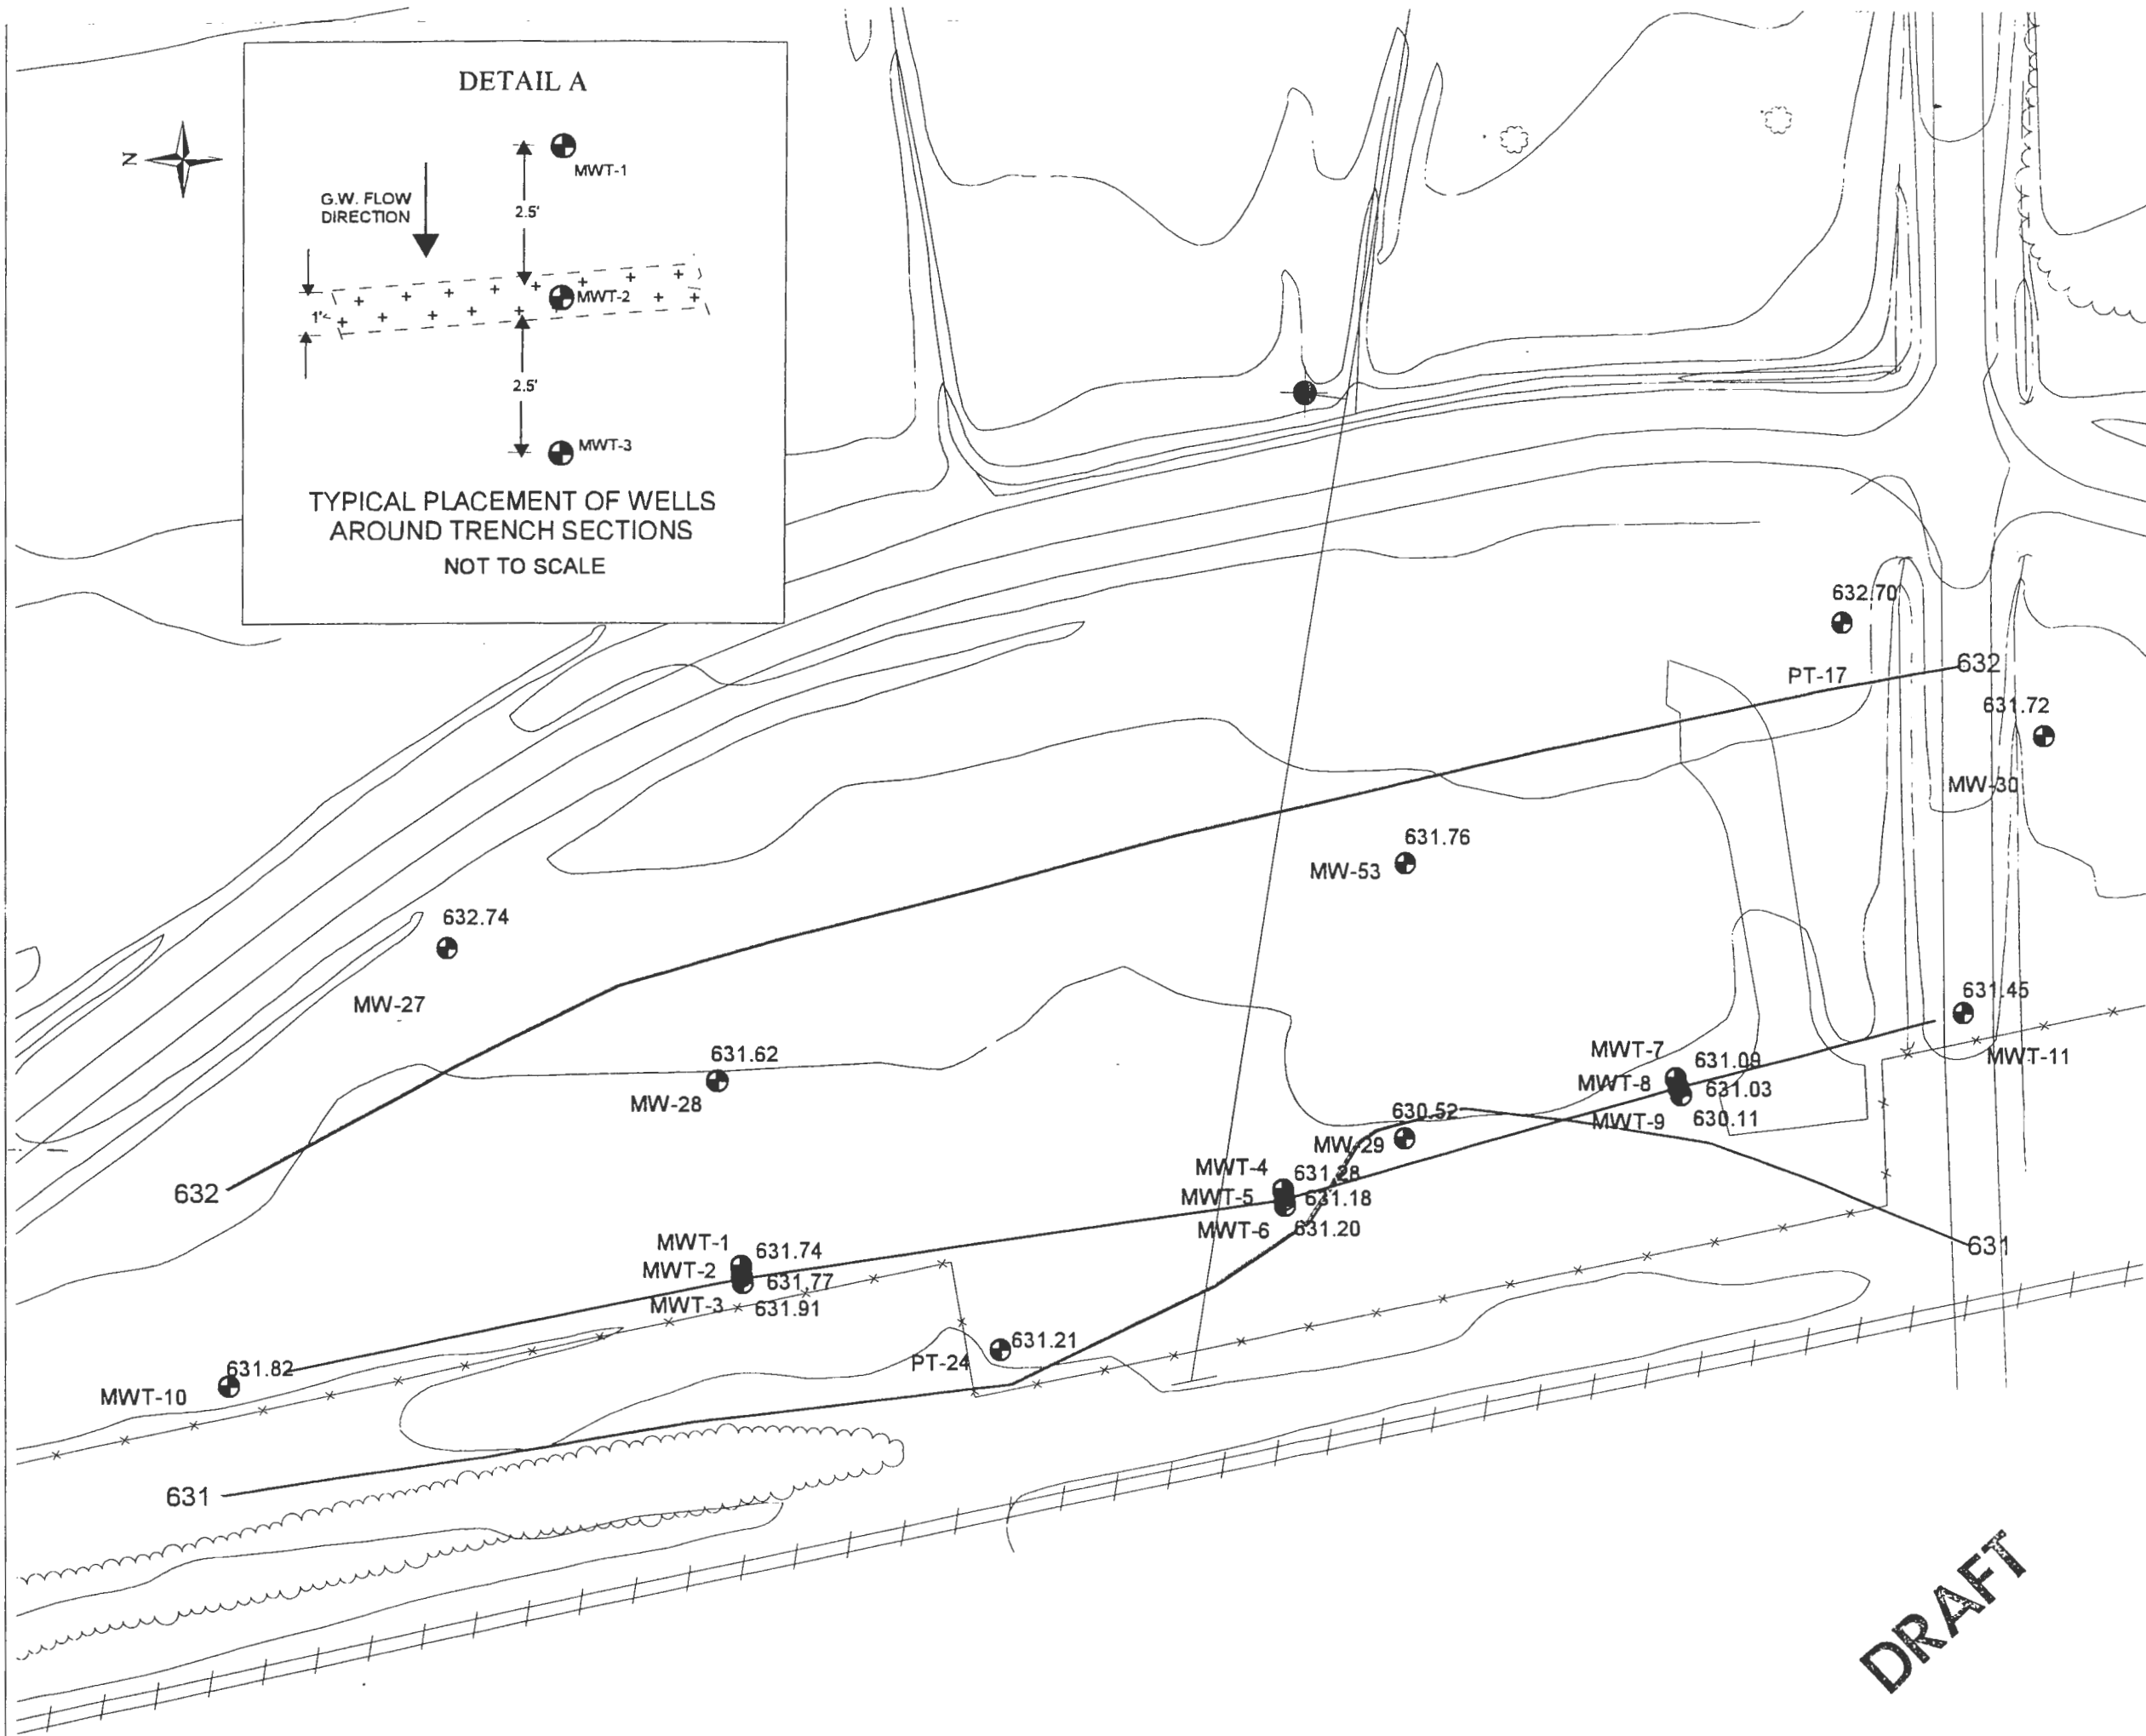 DETAIL A
N
MWT-1
G.W. FLOW
DIRECTION
2.5'
MWT-2
1'
2.5'
MWT-3
TYPICAL PLACEMENT OF WELLS
AROUND TRENCH SECTIONS
NOT TO SCALE
632.70
632
PT-17
631.72
MW-30
631.76
MW-53
632.74
MW-27
631.45
MWT-11
631.62
MW-28
MWT-7
631.09
MWT-8
631.03
MWT-9
630.11
630.52
MW-29
MWT-4
631.28
MWT-5
631.18
MWT-6
631.20
632
MWT-1
631.74
MWT-2
631.77
MWT-3
631.91
631
631.21
PT-24
631.82
MWT-10
631
DRAFT